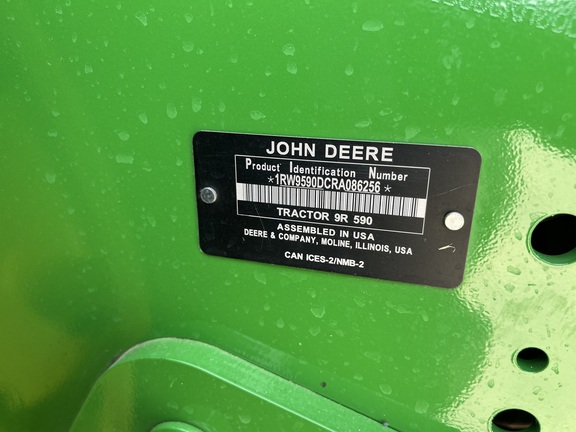 JOHN DEERE
Product Identification Number
*1RW9590DCRA086256*
TRACTOR 9R 590
ASSEMBLED IN USA
DEERE & COMPANY, MOLINE, ILLINOIS, USA
CAN ICES-2/NMB-2